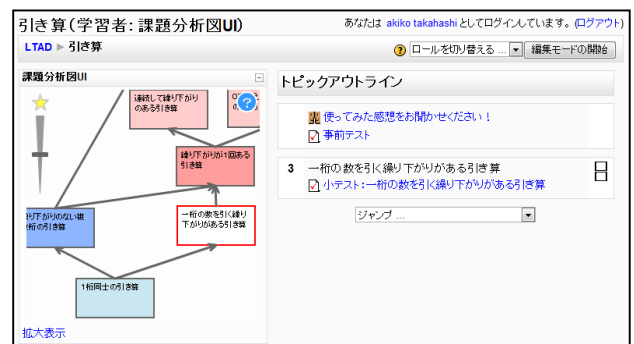 引き算(学習者:課題分析図UI)
あなたは akiko takahashi としてログインしています。(ログアウト)
LTAD ► 引き算
ロールを切り替える ...
編集モードの開始
課題分析図UI
連続して繰り下がり
のある引き算
繰り下がりが1回ある
引き算
一桁の数を引く繰り
下がりがある引き算
1桁同士の引き算
拡大表示
トピックアウトライン
使ってみた感想をお聞かせください!
事前テスト
3 一桁の数を引く繰り下がりがある引き算
小テスト:一桁の数を引く繰り下がりがある引き算
ジャンプ ...